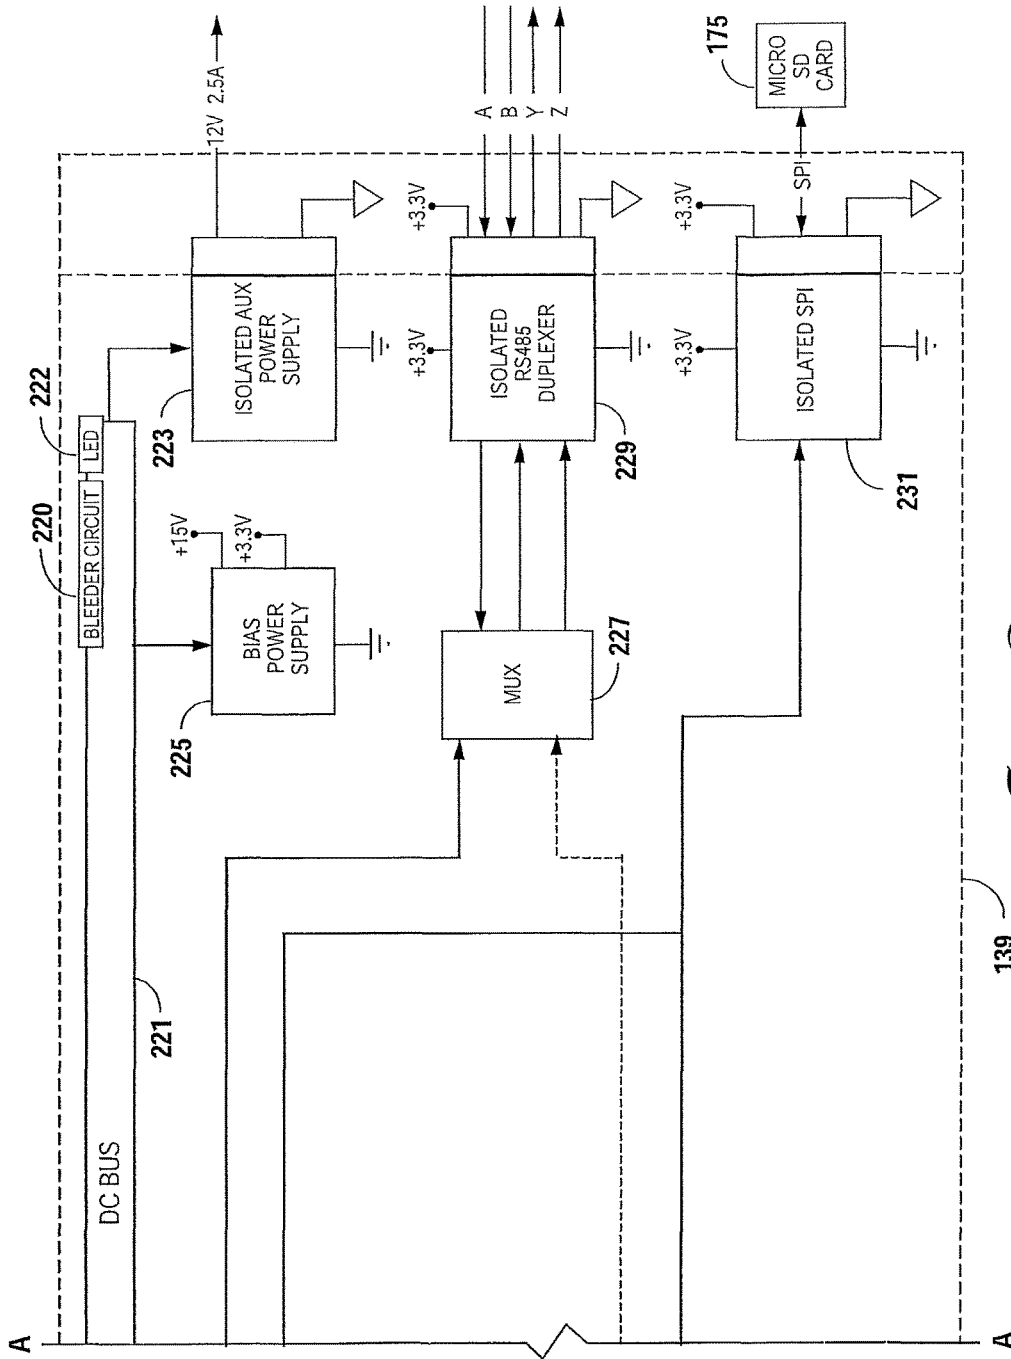 A
DC BUS
221
220
BLEEDER CIRCUIT
222
LED
225
BIAS
POWER
SUPPLY
+15V
+3.3V
223
ISOLATED AUX
POWER
SUPPLY
12V 2.5A
MUX
227
+3.3V
ISOLATED
RS485
DUPLEXER
229
+3.3V
A
B
Y
Z
+3.3V
ISOLATED SPI
231
+3.3V
SPI
175
MICRO
SD
CARD
139
A